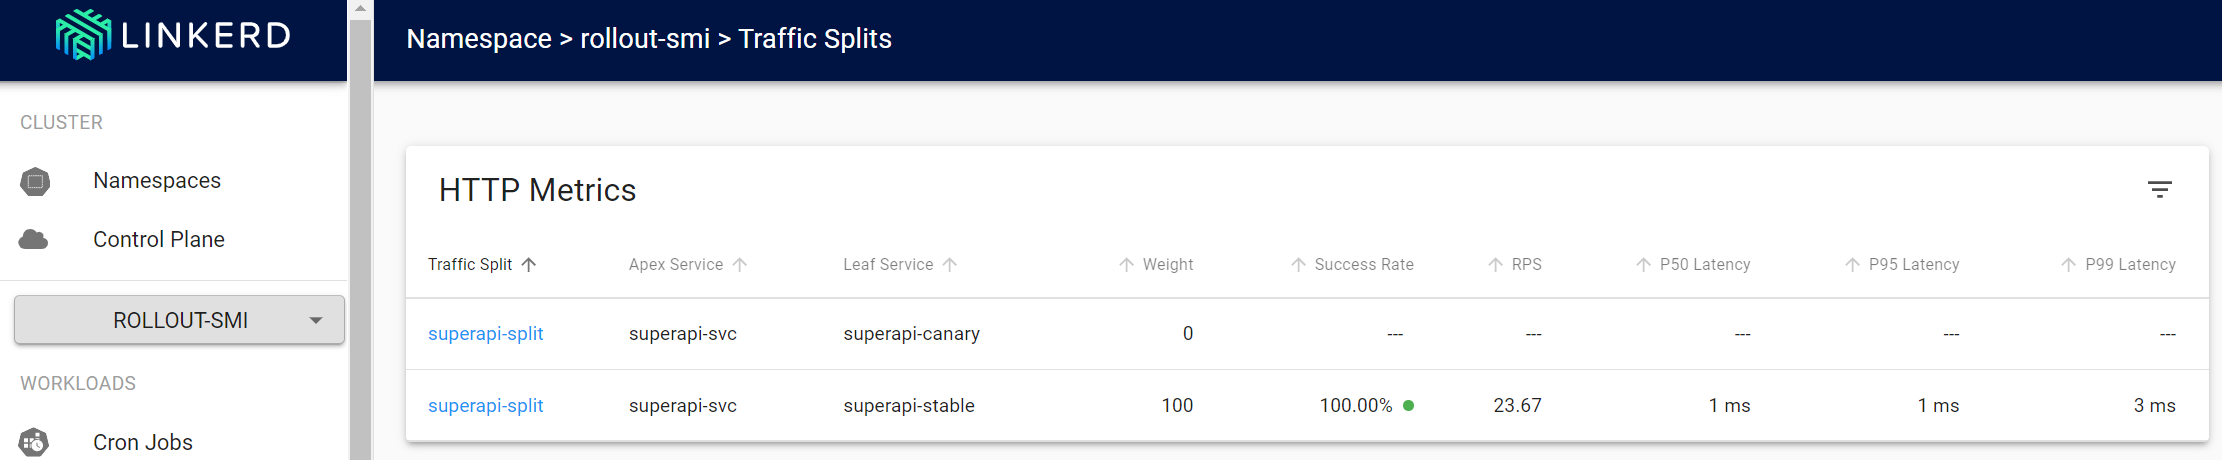 LINKERD
Namespace > rollout-smi > Traffic Splits
CLUSTER
Namespaces
Control Plane
ROLLOUT-SMI
WORKLOADS
Cron Jobs
HTTP Metrics
Traffic Split Apex Service Leaf Service Weight Success Rate RPS P50 Latency P95 Latency P99 Latency
superapi-split superapi-svc superapi-canary 0 --- --- --- --- ---
superapi-split superapi-svc superapi-stable 100 100.00% 23.67 1 ms 1 ms 3 ms